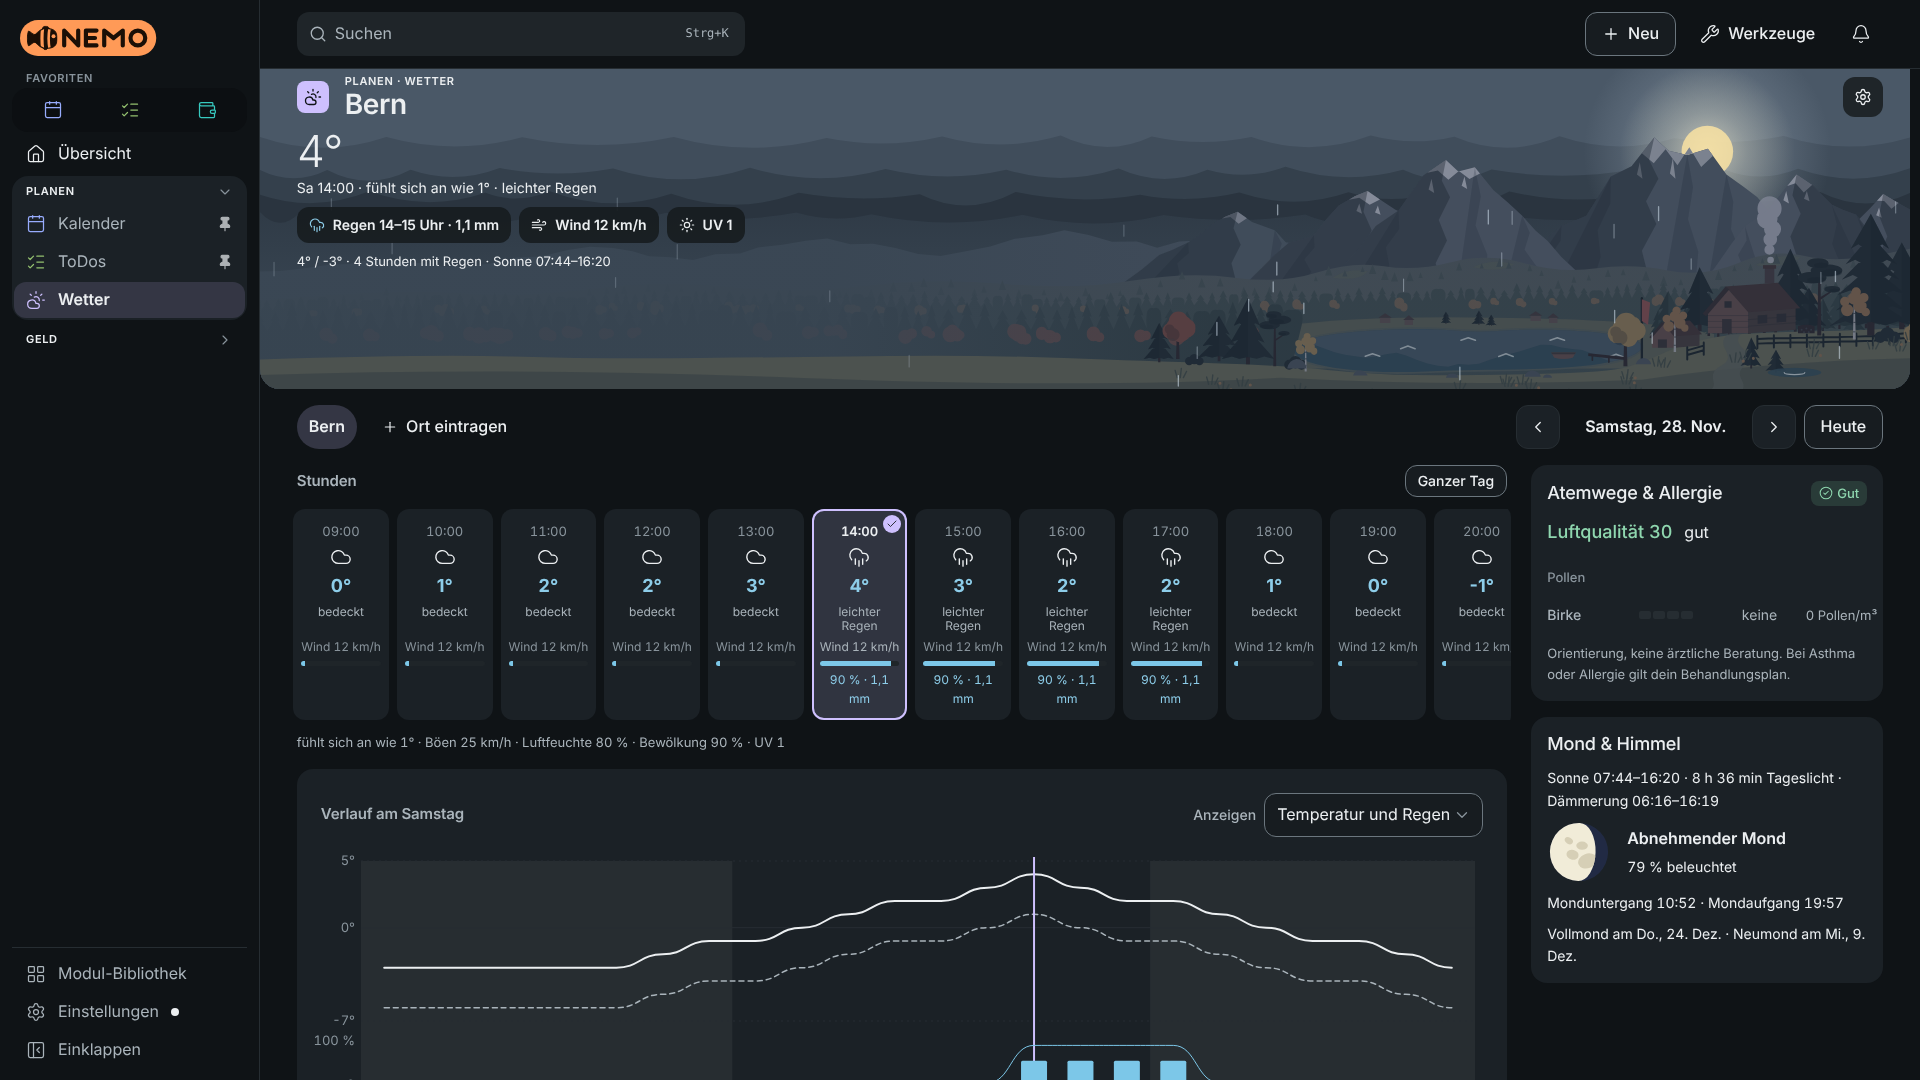 NEMO
Suchen
Strg+K
Neu
Werkzeuge
FAVORITEN
Übersicht
PLANEN
Kalender
ToDos
Wetter
GELD
Modul-Bibliothek
Einstellungen
Einklappen
PLANEN · WETTER
Bern
4°
Sa 14:00 · fühlt sich an wie 1° · leichter Regen
Regen 14–15 Uhr · 1,1 mm
Wind 12 km/h
UV 1
4° / -3° · 4 Stunden mit Regen · Sonne 07:44–16:20
Bern
Ort eintragen
Samstag, 28. Nov.
Heute
Stunden
Ganzer Tag
09:00
0°
bedeckt
Wind 12 km/h
10:00
1°
bedeckt
Wind 12 km/h
11:00
2°
bedeckt
Wind 12 km/h
12:00
2°
bedeckt
Wind 12 km/h
13:00
3°
bedeckt
Wind 12 km/h
14:00
4°
leichter
Regen
Wind 12 km/h
90 % · 1,1
mm
15:00
3°
leichter
Regen
Wind 12 km/h
90 % · 1,1
mm
16:00
2°
leichter
Regen
Wind 12 km/h
90 % · 1,1
mm
17:00
2°
leichter
Regen
Wind 12 km/h
90 % · 1,1
mm
18:00
1°
bedeckt
Wind 12 km/h
19:00
0°
bedeckt
Wind 12 km/h
20:00
-1°
bedeckt
Wind 12 km
fühlt sich an wie 1° · Böen 25 km/h · Luftfeuchte 80 % · Bewölkung 90 % · UV 1
Verlauf am Samstag
Anzeigen
Temperatur und Regen
5°
0°
-7°
100 %
Atemwege & Allergie
Gut
Luftqualität 30 gut
Pollen
Birke
keine
0 Pollen/m³
Orientierung, keine ärztliche Beratung. Bei Asthma
oder Allergie gilt dein Behandlungsplan.
Mond & Himmel
Sonne 07:44–16:20 · 8 h 36 min Tageslicht ·
Dämmerung 06:16–16:19
Abnehmender Mond
79 % beleuchtet
Monduntergang 10:52 · Mondaufgang 19:57
Vollmond am Do., 24. Dez. · Neumond am Mi., 9.
Dez.